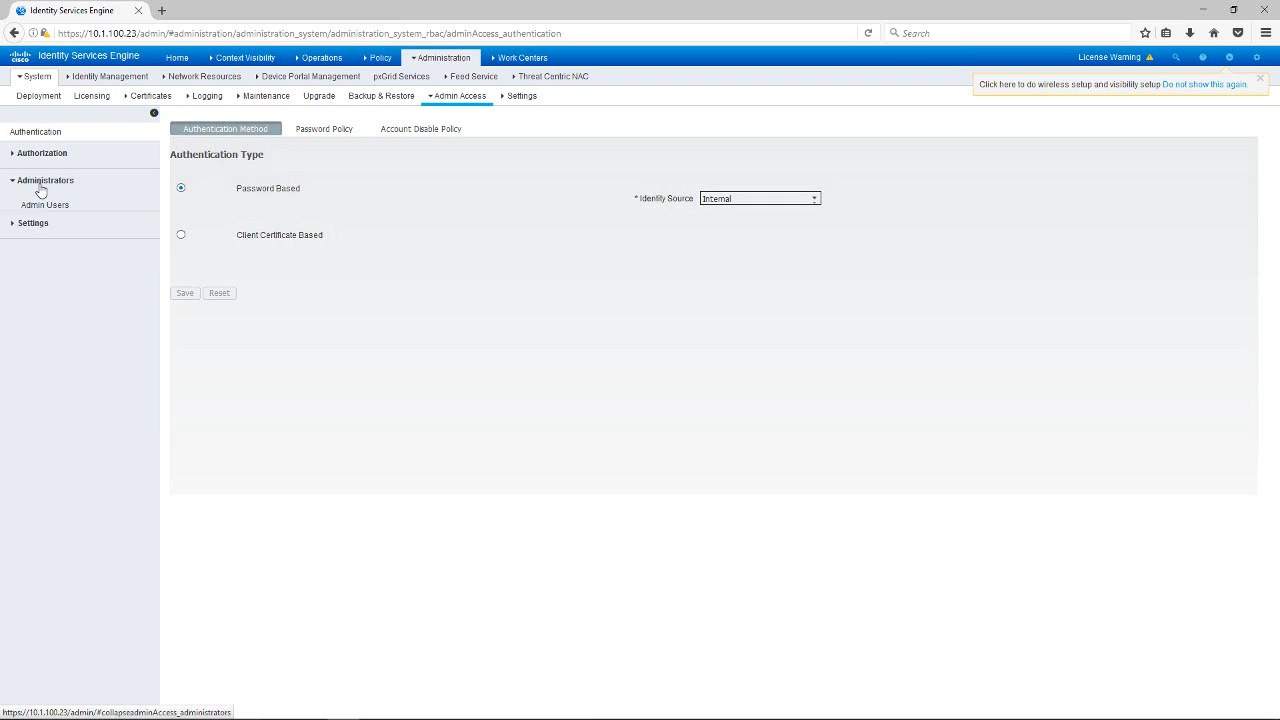 Identity Services Engine
https://10.1.100.23/admin/#administration/administration_system/administration_system_rbac/adminAccess_authentication
Search
CISCO Identity Services Engine Home Context Visibility Operations Policy Administration Work Centers License Warning
System Identity Management Network Resources Device Portal Management pxGrid Services Feed Service Threat Centric NAC
Click here to do wireless setup and visibility setup Do not show this again.
Deployment Licensing Certificates Logging Maintenance Upgrade Backup & Restore Admin Access Settings
Authentication
Authorization
Administrators
Admin Users
Settings
Authentication Method Password Policy Account Disable Policy
Authentication Type
Password Based
* Identity Source Internal
Client Certificate Based
Save Reset
https://10.1.100.23/admin/#collapseadminAccess_administrators